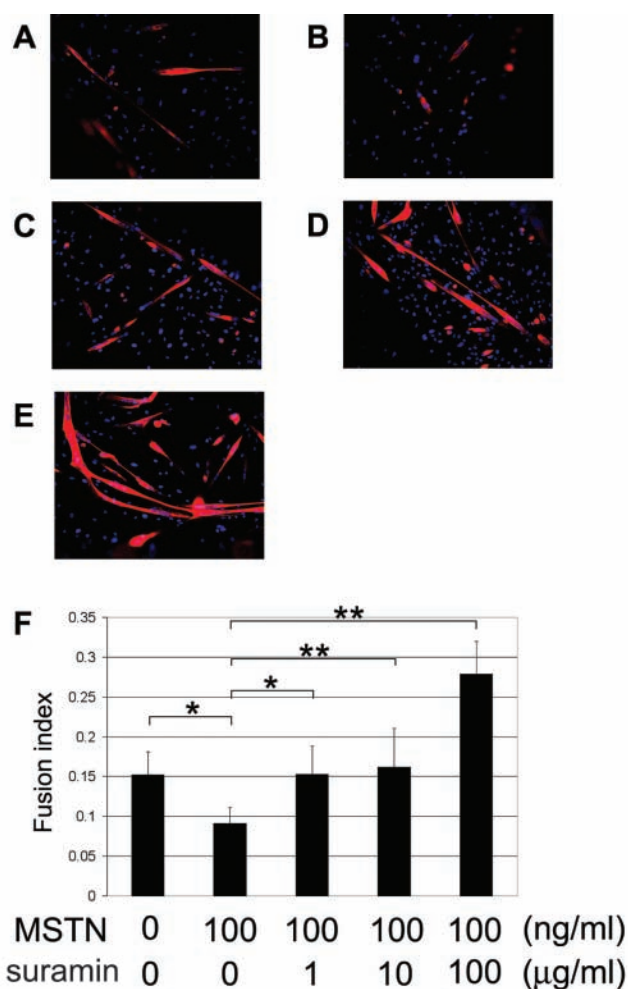 A
B
C
D
E
F
Fusion index
0.35
0.3
0.25
0.2
0.15
0.1
0.05
0
*
*
**
**
MSTN 0 100 100 100 100 (ng/ml)
suramin 0 0 1 10 100 (μg/ml)